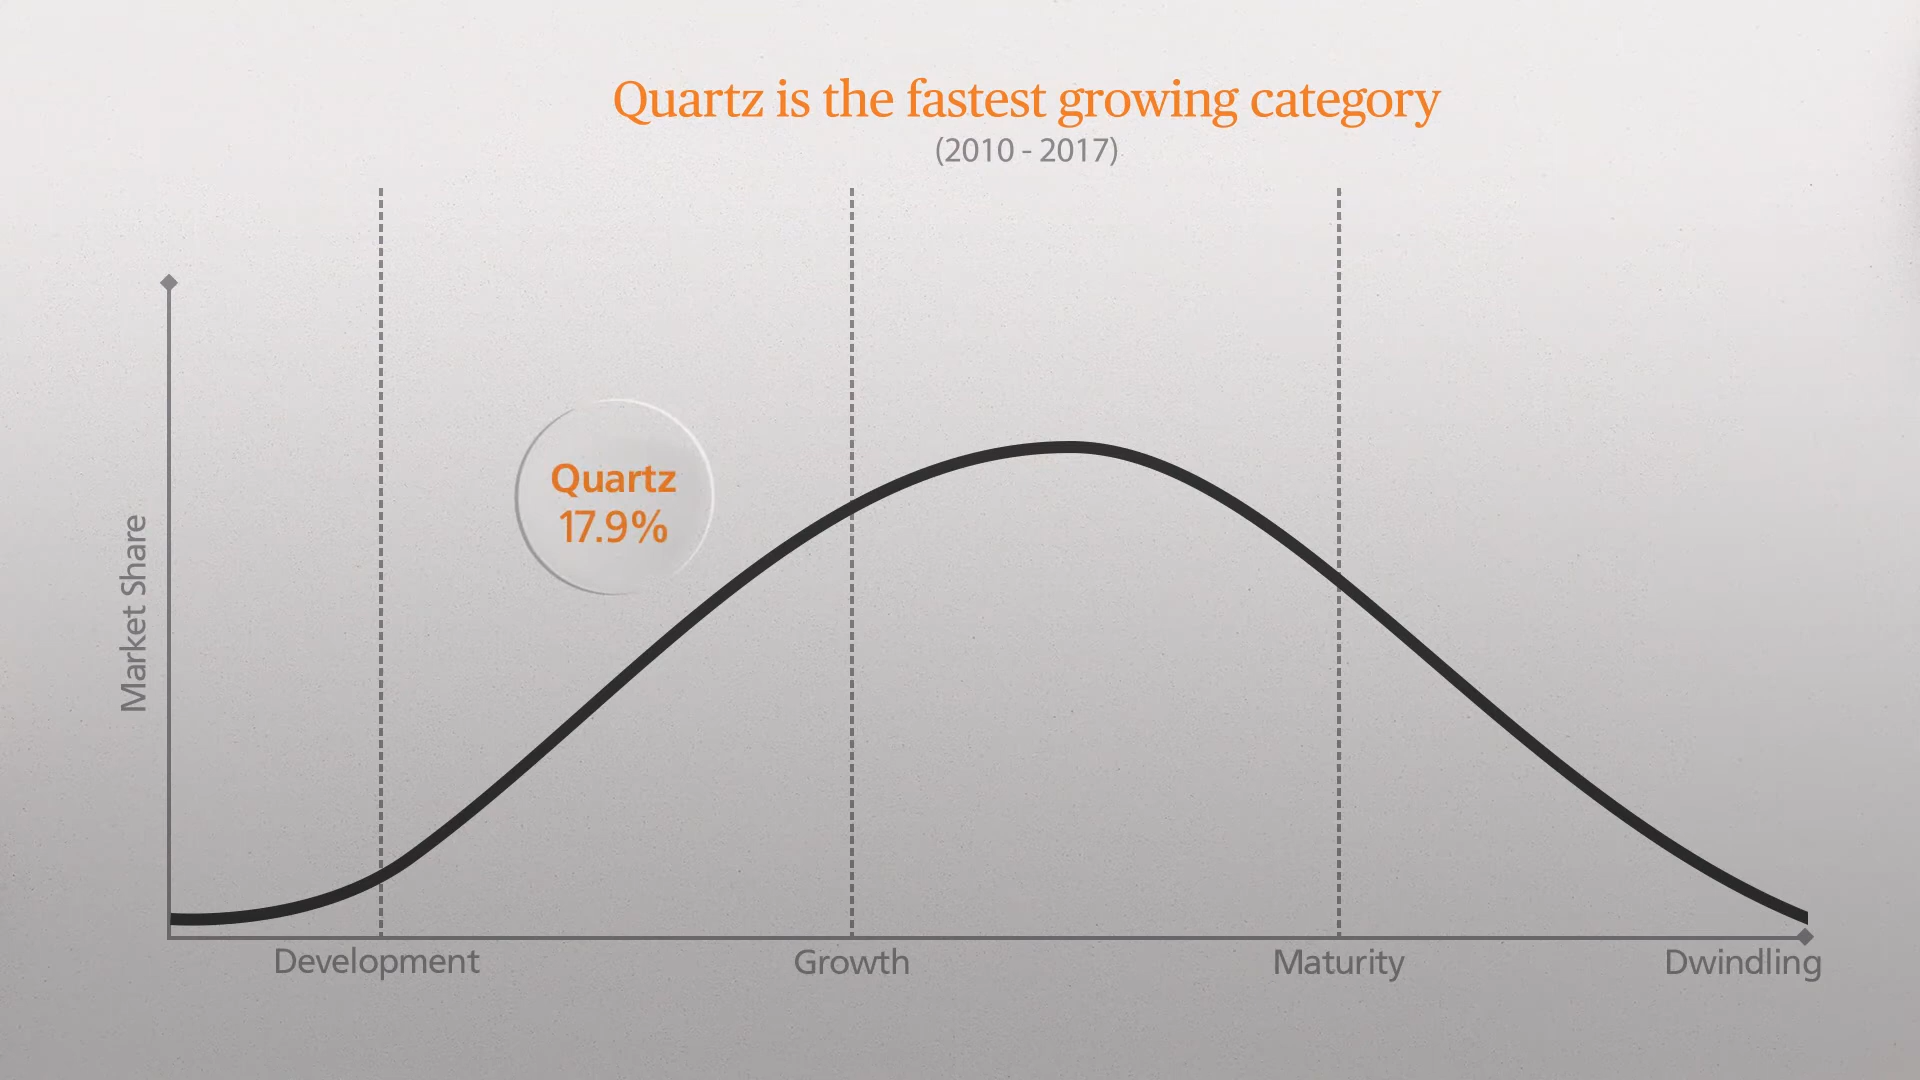 Quartz is the fastest growing category
(2010 - 2017)
Quartz
17.9%
Market Share
Development
Growth
Maturity
Dwindling